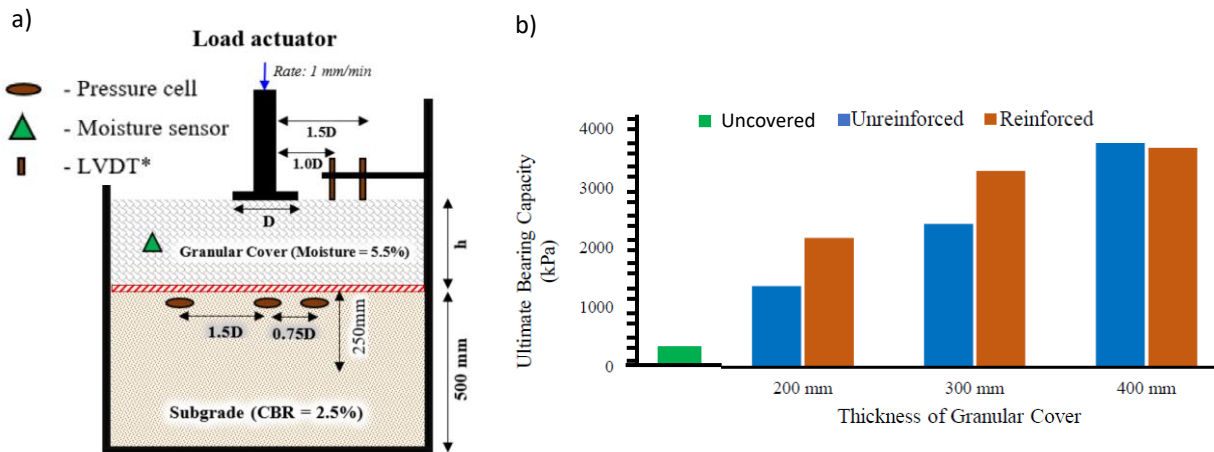 a)
Load actuator
Rate: 1 mm/min
- Pressure cell
- Moisture sensor
- LVDT*
1.5D
1.0D
D
h
Granular Cover (Moisture = 5.5%)
1.5D
0.75D
250mm
500 mm
Subgrade (CBR = 2.5%)
b)
Uncovered Unreinforced Reinforced
Ultimate Bearing Capacity
(kPa)
4000
3000
2000
1000
0
200 mm 300 mm 400 mm
Thickness of Granular Cover